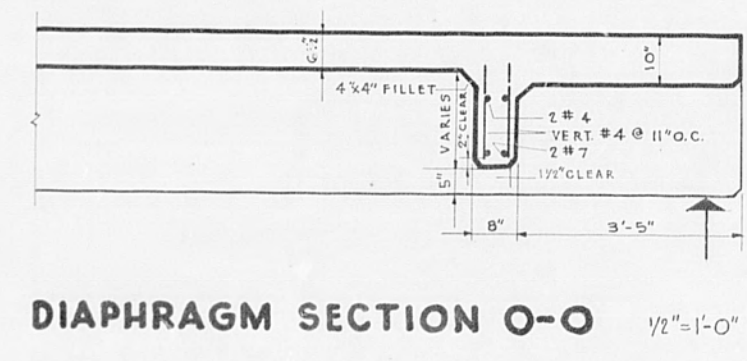 6½"
10"
4"x4" FILLET
VARIES
2" CLEAR
2 # 4
VERT. #4 @ 11" O.C.
2 # 7
1½" CLEAR
5"
8"
3'-5"
DIAPHRAGM SECTION O-O
½"=1'-0"